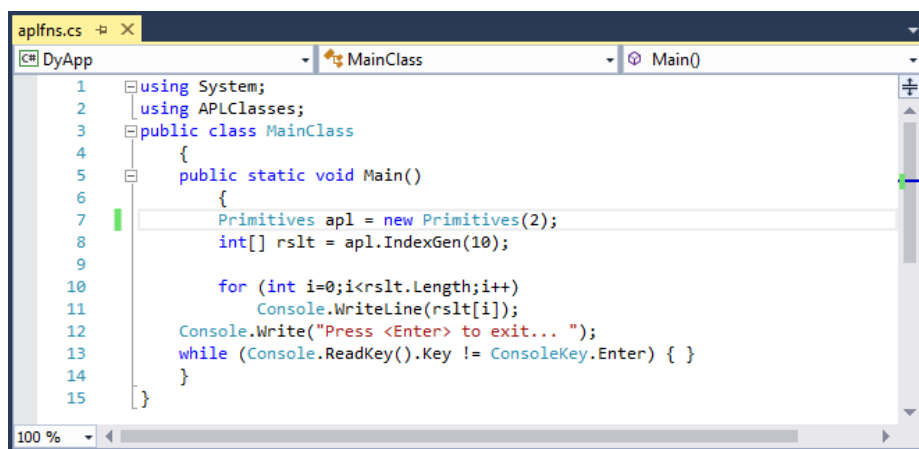 aplfns.cs
C# DyApp MainClass Main()
1 using System;
2 using APLClasses;
3 public class MainClass
4 {
5 public static void Main()
6 {
7 Primitives apl = new Primitives(2);
8 int[] rslt = apl.IndexGen(10);
9
10 for (int i=0;i<rslt.Length;i++)
11 Console.WriteLine(rslt[i]);
12 Console.Write("Press <Enter> to exit... ");
13 while (Console.ReadKey().Key != ConsoleKey.Enter) { }
14 }
15 }
100 %